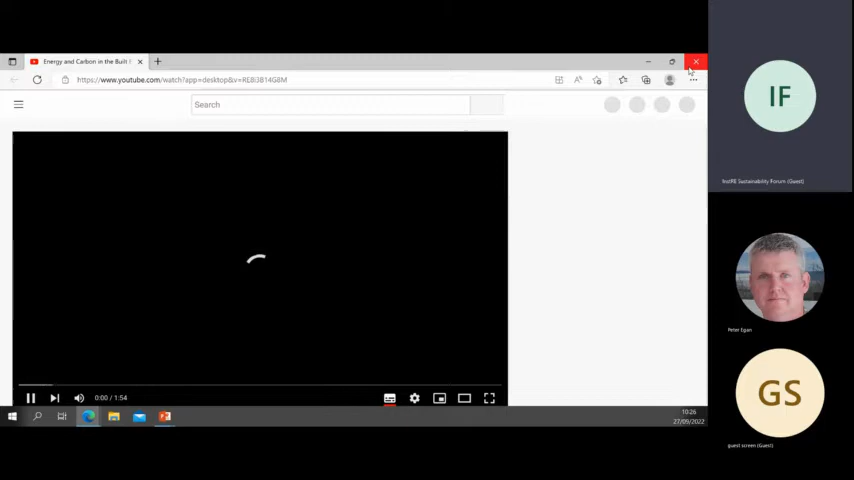 Energy and Carbon in the Built
https://www.youtube.com/watch?app=desktop&v=RE8i3B14G8M
Search
0:00 / 1:54
10:26
27/09/2022
IF
InstRE Sustainability Forum (Guest)
Peter Egan
GS
guest screen (Guest)